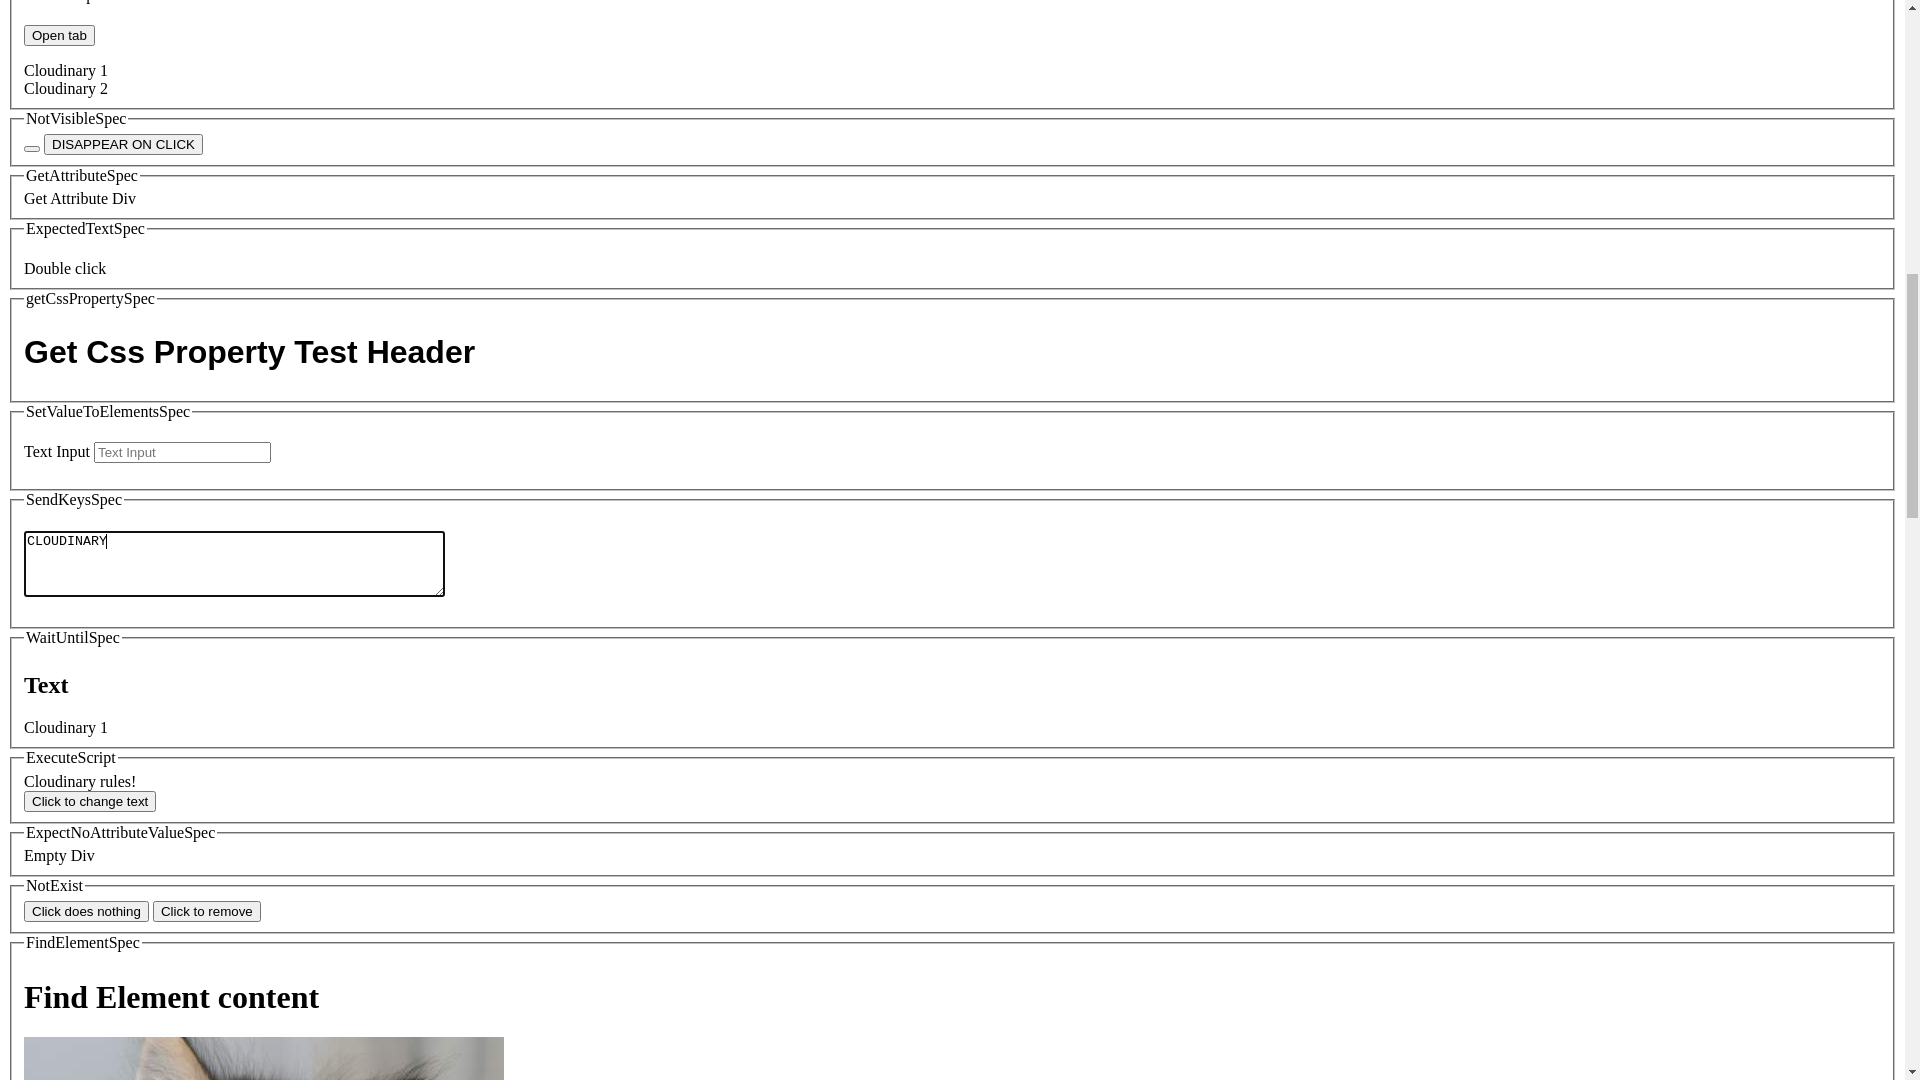 Open tab
Cloudinary 1
Cloudinary 2
NotVisibleSpec
DISAPPEAR ON CLICK
GetAttributeSpec
Get Attribute Div
ExpectedTextSpec
Double click
getCssPropertySpec
Get Css Property Test Header
SetValueToElementsSpec
Text Input Text Input
SendKeysSpec
CLOUDINARY
WaitUntilSpec
Text
Cloudinary 1
ExecuteScript
Cloudinary rules!
Click to change text
ExpectNoAttributeValueSpec
Empty Div
NotExist
Click does nothing Click to remove
FindElementSpec
Find Element content